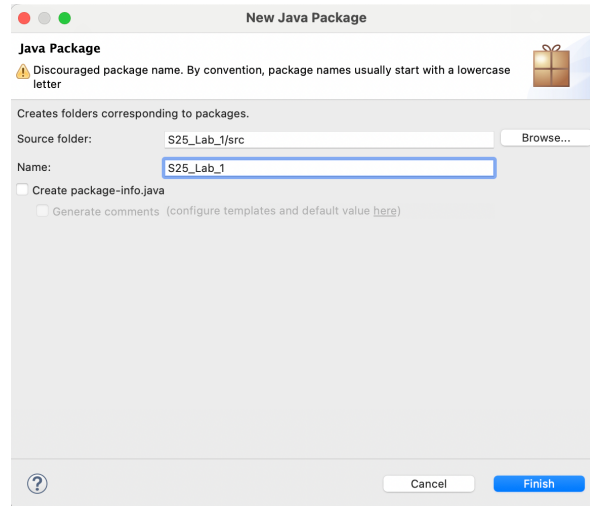 New Java Package
Java Package
Discouraged package name. By convention, package names usually start with a lowercase
letter
Creates folders corresponding to packages.
Source folder: S25_Lab_1/src Browse...
Name: S25_Lab_1
Create package-info.java
Generate comments (configure templates and default value here)
? Cancel Finish